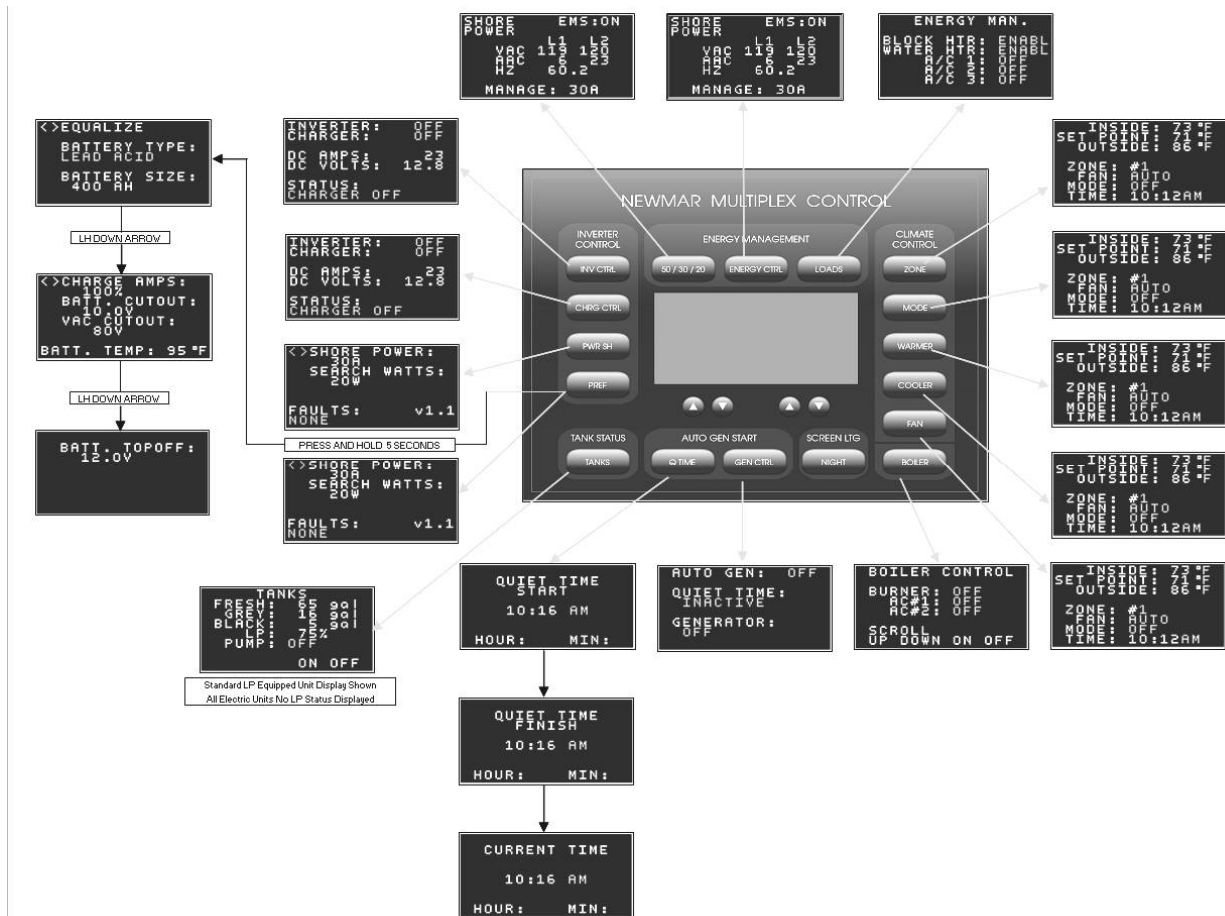 SHORE EMS:ON
POWER
L1 L2
VAC 119 120
AAC 6 23
HZ 60.2
MANAGE: 30A
SHORE EMS:ON
POWER
L1 L2
VAC 119 120
AAC 6 23
HZ 60.2
MANAGE: 30A
ENERGY MAN.
BLOCK HTR: ENABL
WATER HTR: ENABL
A/C 1: OFF
A/C 2: OFF
A/C 3: OFF
<>EQUALIZE
BATTERY TYPE:
LEAD ACID
BATTERY SIZE:
400 AH
LH DOWN ARROW
<>CHARGE AMPS:
100%
BATT. CUTOUT:
10.0V
VAC CUTOUT:
80V
BATT. TEMP: 95 °F
LH DOWN ARROW
BATT. TOPOFF:
12.0V
INVERTER: OFF
CHARGER: OFF
DC AMPS: 23
DC VOLTS: 12.8
STATUS:
CHARGER OFF
INVERTER: OFF
CHARGER: OFF
DC AMPS: 23
DC VOLTS: 12.8
STATUS:
CHARGER OFF
<>SHORE POWER:
30A
SEARCH WATTS:
20W
FAULTS: v1.1
NONE
PRESS AND HOLD 5 SECONDS
<>SHORE POWER:
30A
SEARCH WATTS:
20W
FAULTS: v1.1
NONE
NEWMAR MULTIPLEX CONTROL
INVERTER
CONTROL
ENERGY MANAGEMENT
CLIMATE
CONTROL
INV CTRL
50 / 30 / 20
ENERGY CTRL
LOADS
ZONE
CHRG CTRL
MODE
PWR SH
WARMER
PREF
COOLER
FAN
TANK STATUS
AUTO GEN START
SCREEN LTG
TANKS
Q TIME
GEN CTRL
NIGHT
BOILER
INSIDE: 73 °F
SET POINT: 71 °F
OUTSIDE: 86 °F
ZONE: #1
FAN: AUTO
MODE: OFF
TIME: 10:12AM
INSIDE: 73 °F
SET POINT: 71 °F
OUTSIDE: 86 °F
ZONE: #1
FAN: AUTO
MODE: OFF
TIME: 10:12AM
INSIDE: 73 °F
SET POINT: 71 °F
OUTSIDE: 86 °F
ZONE: #1
FAN: AUTO
MODE: OFF
TIME: 10:12AM
INSIDE: 73 °F
SET POINT: 71 °F
OUTSIDE: 86 °F
ZONE: #1
FAN: AUTO
MODE: OFF
TIME: 10:12AM
INSIDE: 73 °F
SET POINT: 71 °F
OUTSIDE: 86 °F
ZONE: #1
FAN: AUTO
MODE: OFF
TIME: 10:12AM
TANKS
FRESH: 65 gal
GREY: 16 gal
BLACK: 5 gal
LP: 75%
PUMP: OFF
ON OFF
Standard LP Equipped Unit Display Shown
All Electric Units No LP Status Displayed
QUIET TIME
START
10:16 AM
HOUR: MIN:
AUTO GEN: OFF
QUIET TIME:
INACTIVE
GENERATOR:
OFF
BOILER CONTROL
BURNER: OFF
AC#1: OFF
AC#2: OFF
SCROLL
UP DOWN ON OFF
QUIET TIME
FINISH
10:16 AM
HOUR: MIN:
CURRENT TIME
10:16 AM
HOUR: MIN: